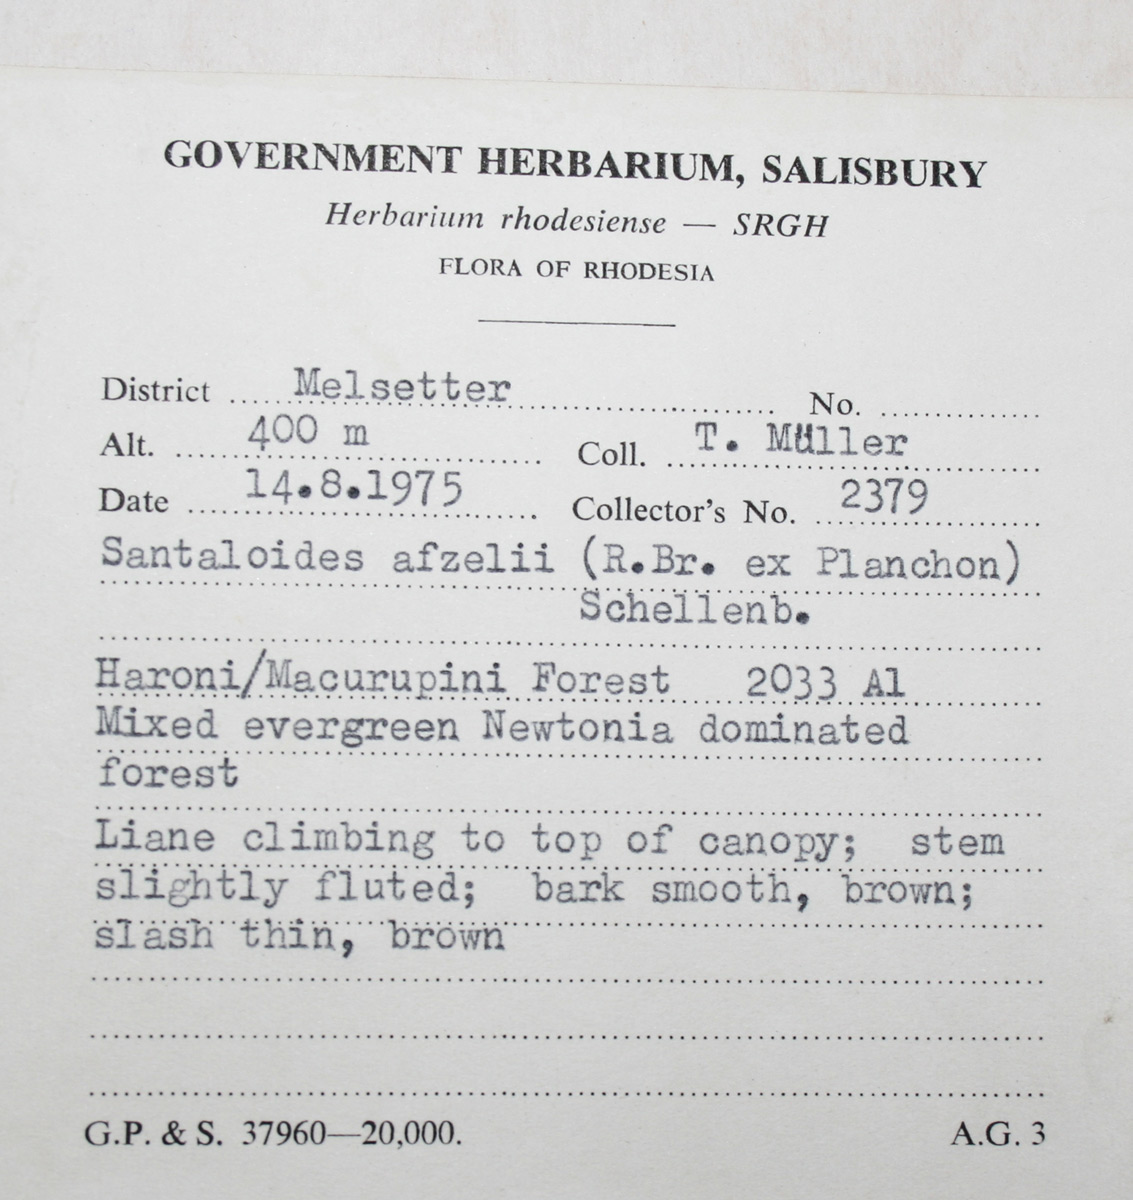 GOVERNMENT HERBARIUM, SALISBURY
Herbarium rhodesiense — SRGH
FLORA OF RHODESIA
District Melsetter No.
Alt. 400 m Coll. T. Müller
Date 14.8.1975 Collector's No. 2379
Santaloides afzelii (R.Br. ex Planchon)
Schellenb.
Haroni/Macurupini Forest 2033 Al
Mixed evergreen Newtonia dominated
forest
Liane climbing to top of canopy; stem
slightly fluted; bark smooth, brown;
slash thin, brown
G.P. & S. 37960—20,000. A.G. 3